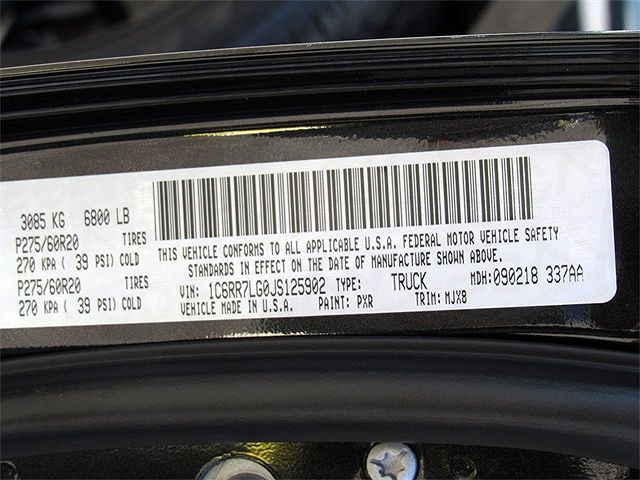 3085 KG 6800 LB
P275/60R20 TIRES
270 KPA ( 39 PSI) COLD
P275/60R20 TIRES
270 KPA ( 39 PSI) COLD
THIS VEHICLE CONFORMS TO ALL APPLICABLE U.S.A. FEDERAL MOTOR VEHICLE SAFETY
STANDARDS IN EFFECT ON THE DATE OF MANUFACTURE SHOWN ABOVE.
VIN: 1C6RR7LG0JS125902 TYPE: TRUCK MDH:090218 337AA
VEHICLE MADE IN U.S.A. PAINT: PXR TRIM: MJX8